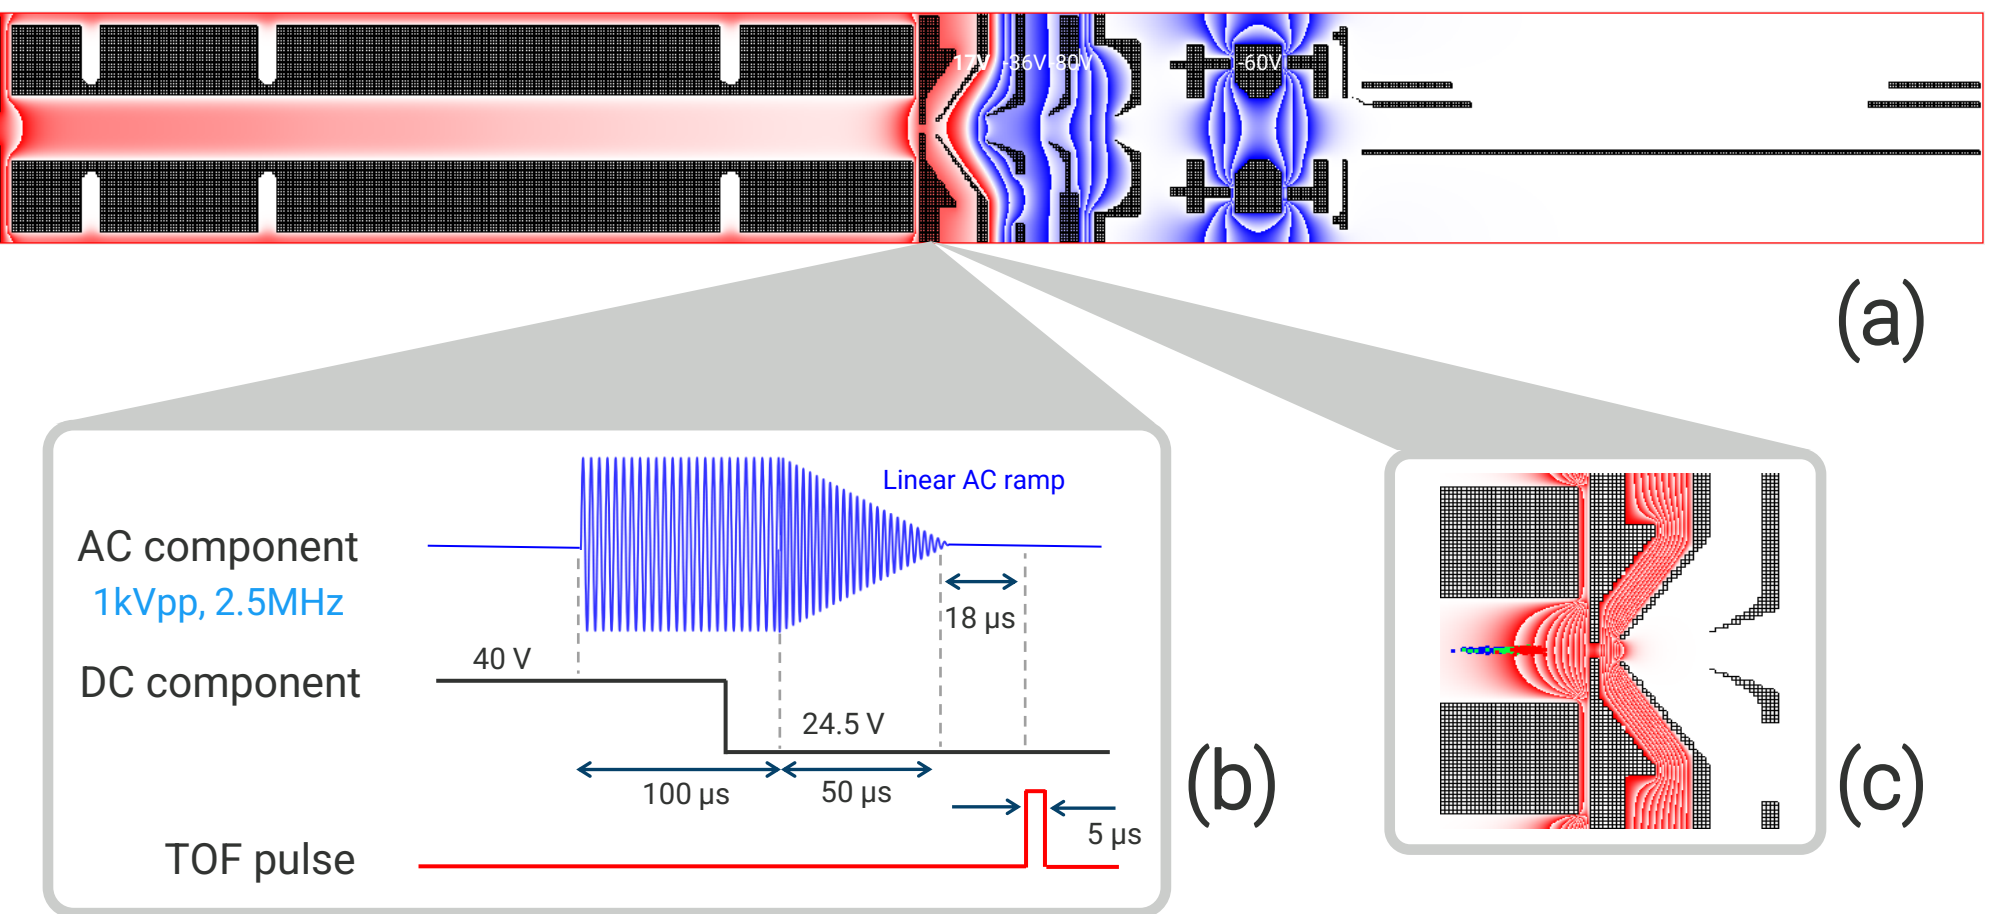 17V -36V -80V -60V
(a)
Linear AC ramp
AC component
1kVpp, 2.5MHz
18 µs
40 V
DC component
24.5 V
100 µs
50 µs
5 µs
TOF pulse
(b)
(c)